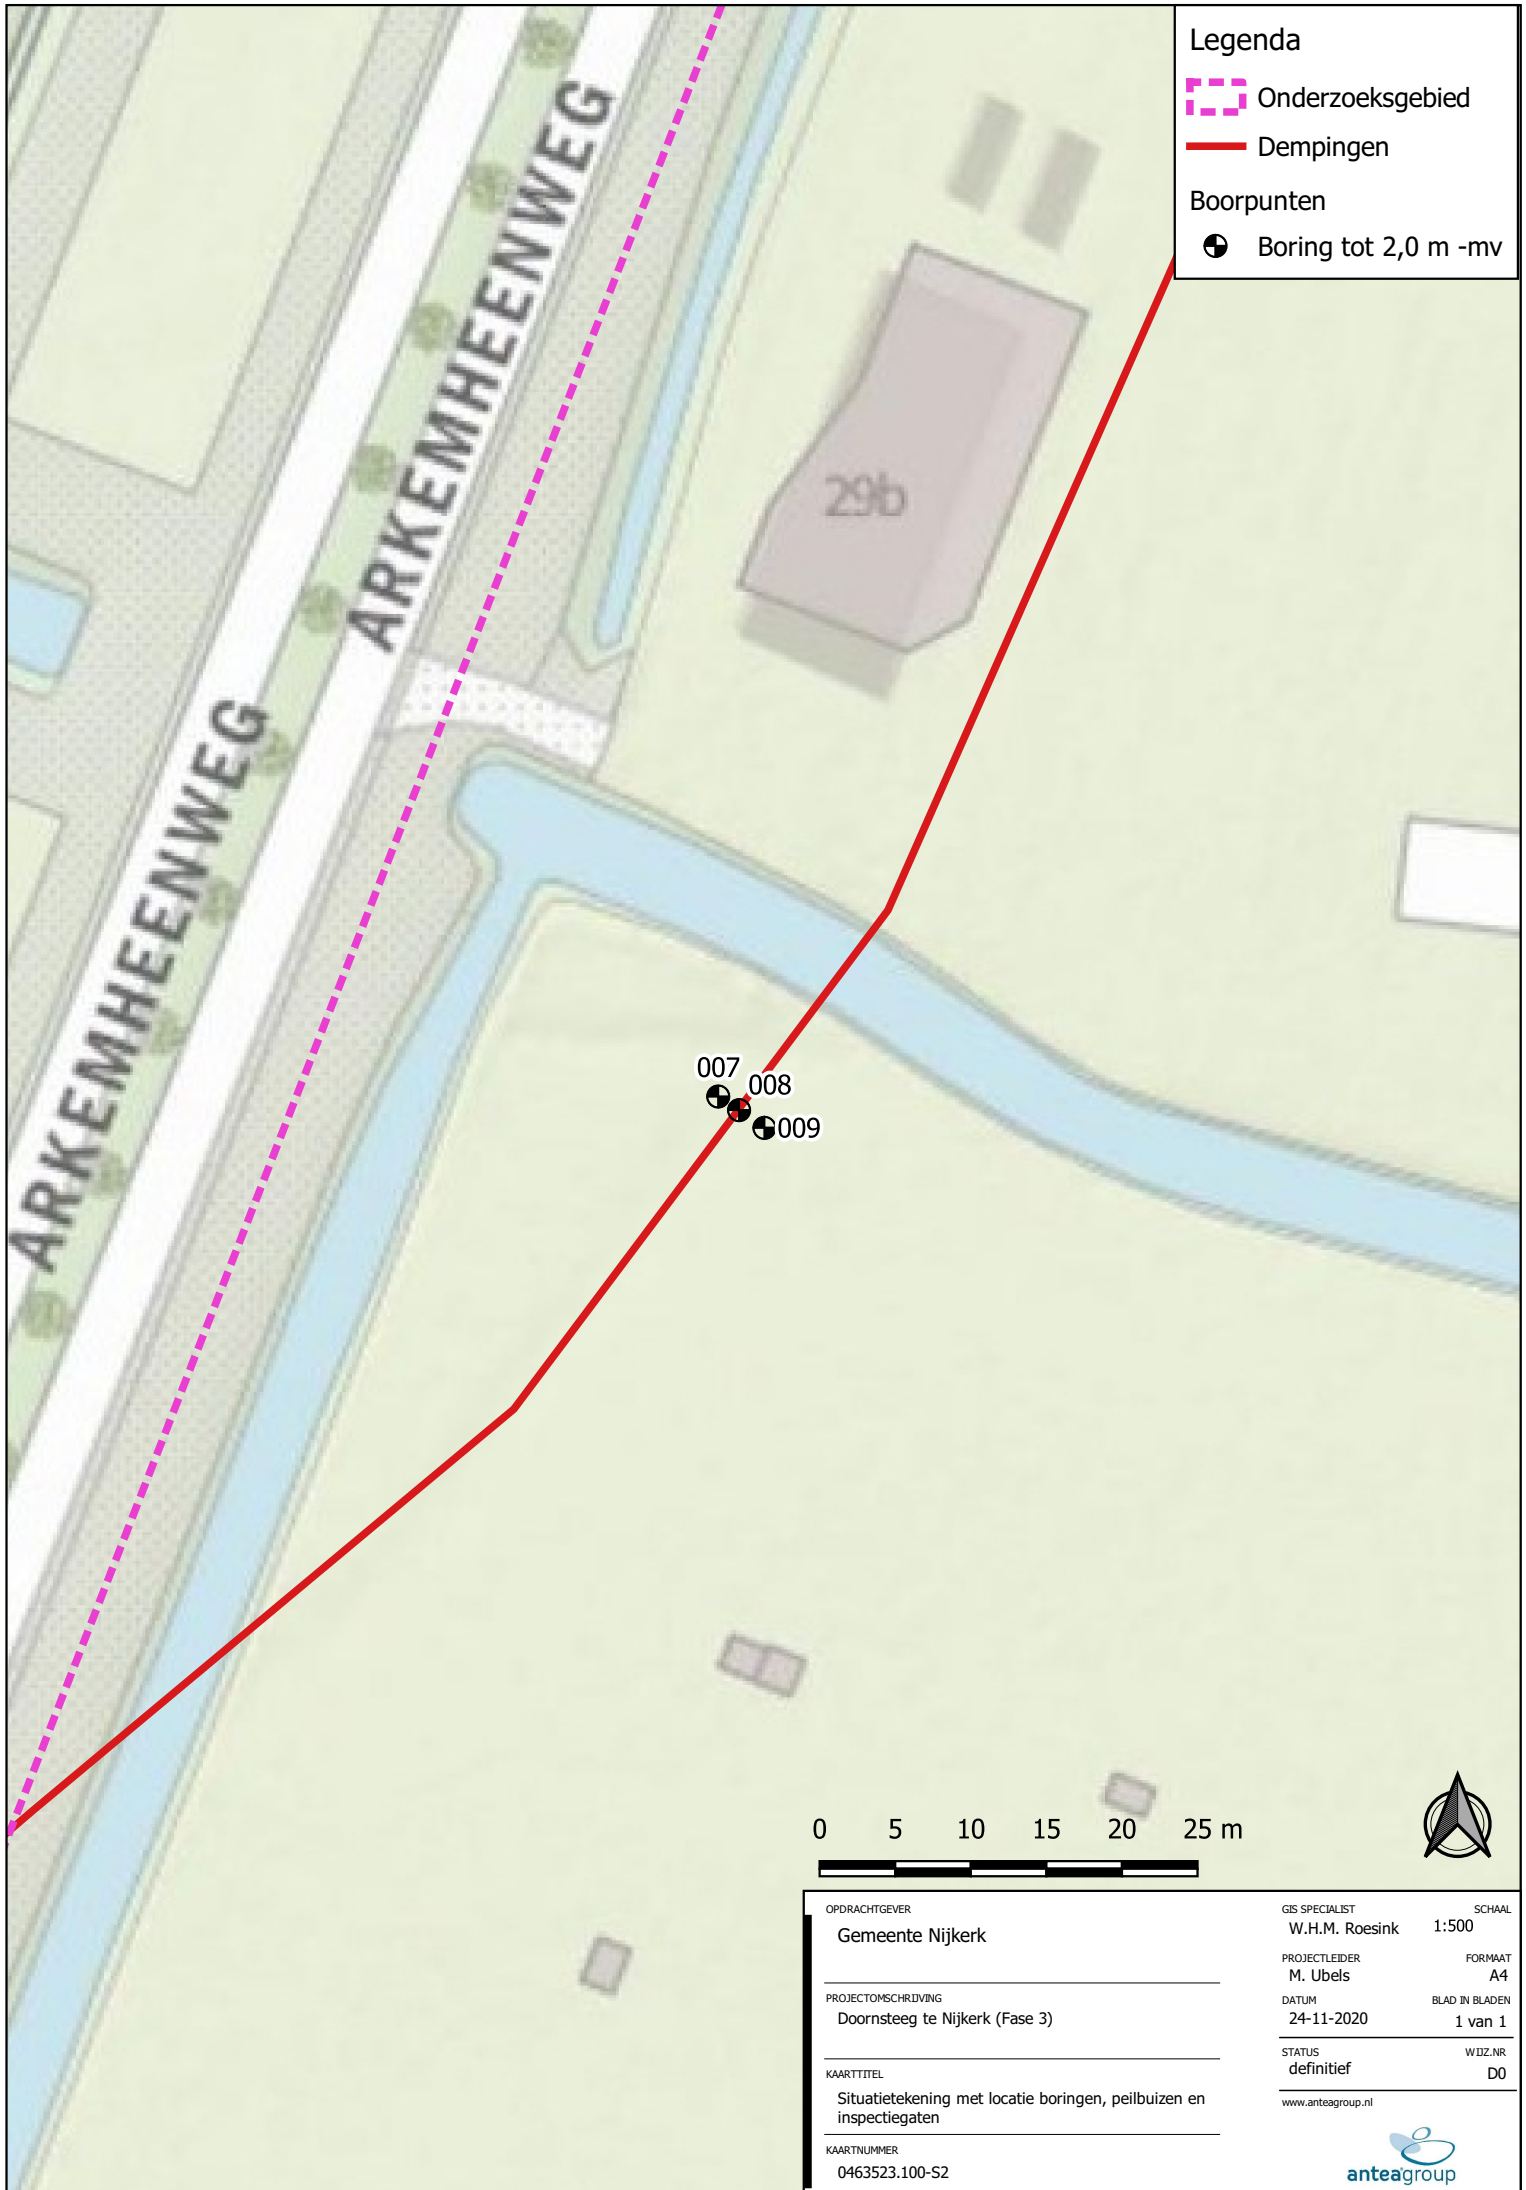 Legenda
Onderzoeksgebied
Dempingen
Boorpunten
Boring tot 2,0 m -mv
ARKEMHEENWEG
29b
ARKEMHEENWEG
007
008
009
0 5 10 15 20 25 m
OPDRACHTGEVER
Gemeente Nijkerk
PROJECTOMSCHRIJVING
Doornsteeg te Nijkerk (Fase 3)
KAARTTITEL
Situatietekening met locatie boringen, peilbuizen en
inspectiegaten
KAARTNUMMER
0463523.100-S2
GIS SPECIALIST
W.H.M. Roesink
SCHAAL
1:500
PROJECTLEIDER
M. Ubels
FORMAAT
A4
DATUM
24-11-2020
BLAD IN BLADEN
1 van 1
STATUS
definitief
WIJZ.NR
D0
www.anteagroup.nl
anteagroup